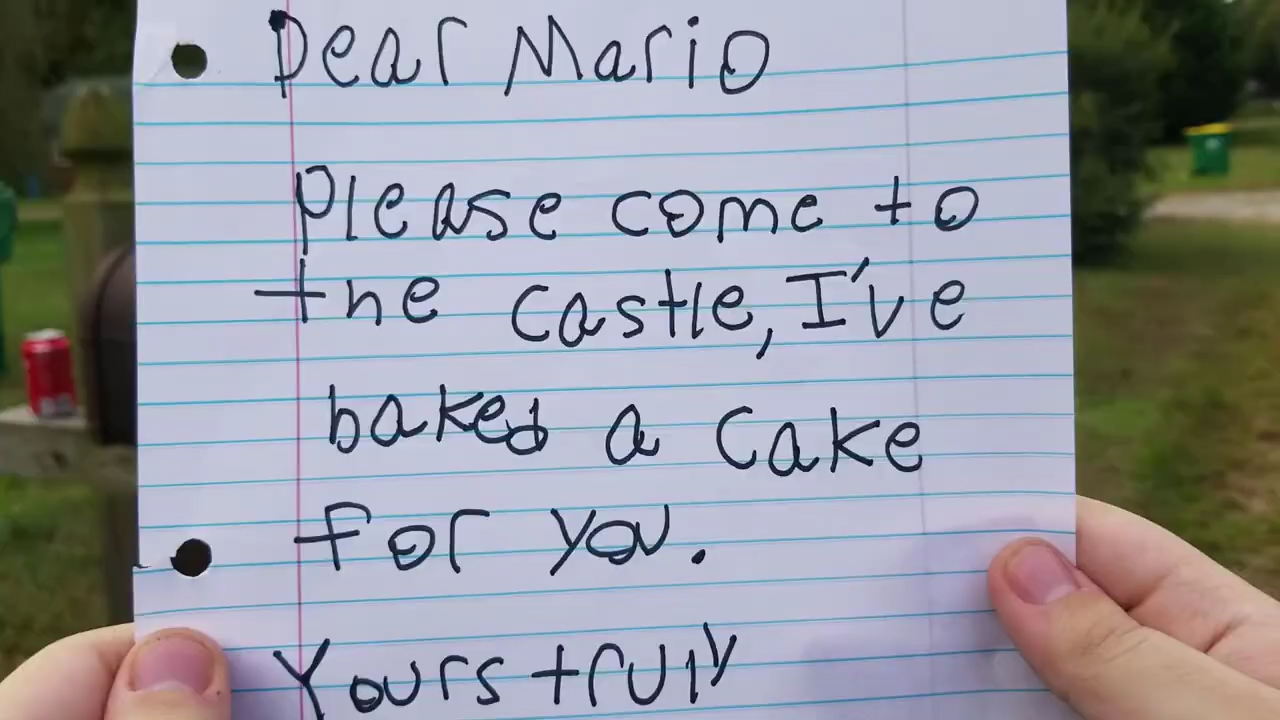 Dear Mario
Please come to
the castle, I've
baked a cake
for you.
Yours truly